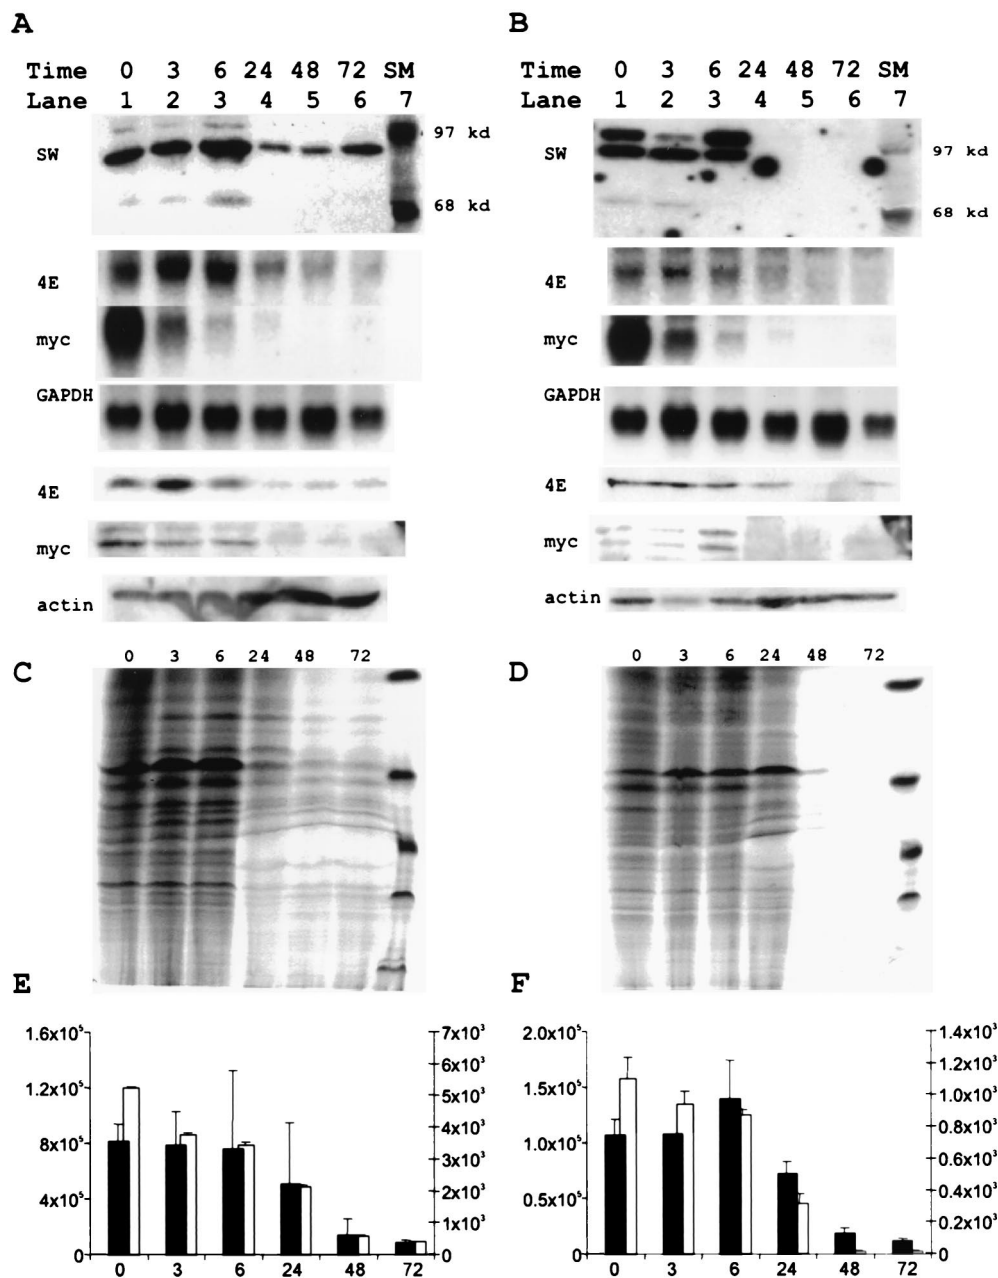 A
Time 0 3 6 24 48 72 SM
Lane 1 2 3 4 5 6 7
SW
97 kd
68 kd
4E
myc
GAPDH
4E
myc
actin
B
Time 0 3 6 24 48 72 SM
Lane 1 2 3 4 5 6 7
SW
97 kd
68 kd
4E
myc
GAPDH
4E
myc
actin
C
0 3 6 24 48 72
D
0 3 6 24 48 72
E
1.6x10⁵
1.2x10⁵
8x10⁵
4x10⁵
0
7x10³
6x10³
5x10³
4x10³
3x10³
2x10³
1x10³
0
0 3 6 24 48 72
F
2.0x10⁵
1.5x10⁵
1.0x10⁵
0.5x10⁵
0
1.4x10³
1.2x10³
1.0x10³
0.8x10³
0.6x10³
0.4x10³
0.2x10³
0
0 3 6 24 48 72